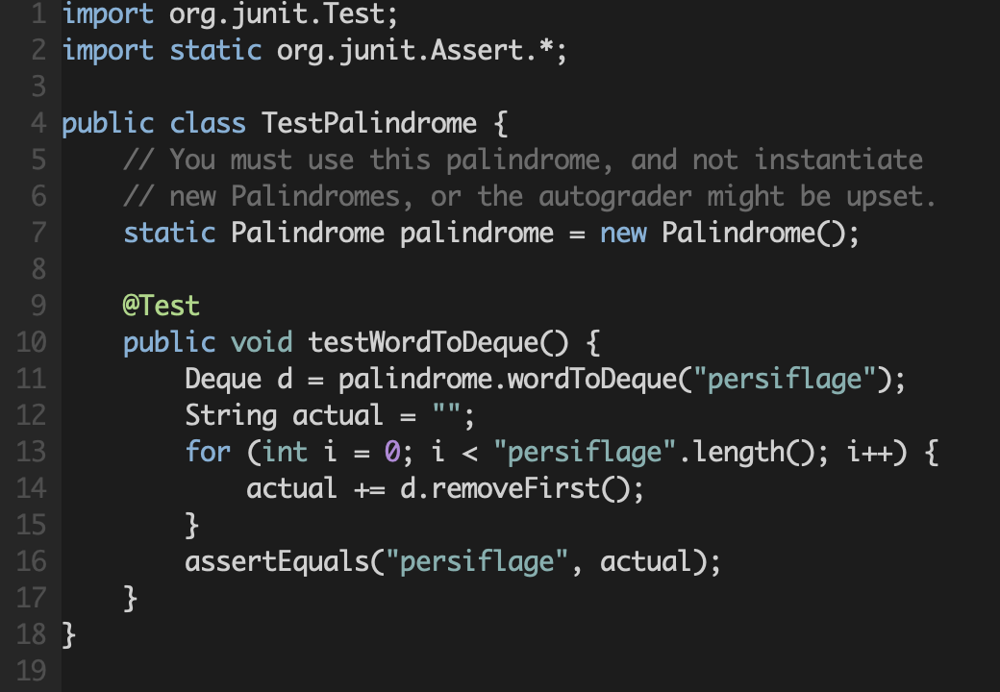 1 import org.junit.Test;
2 import static org.junit.Assert.*;
3
4 public class TestPalindrome {
5     // You must use this palindrome, and not instantiate
6     // new Palindromes, or the autograder might be upset.
7     static Palindrome palindrome = new Palindrome();
8
9     @Test
10     public void testWordToDeque() {
11         Deque d = palindrome.wordToDeque("persiflage");
12         String actual = "";
13         for (int i = 0; i < "persiflage".length(); i++) {
14             actual += d.removeFirst();
15         }
16         assertEquals("persiflage", actual);
17     }
18 }
19